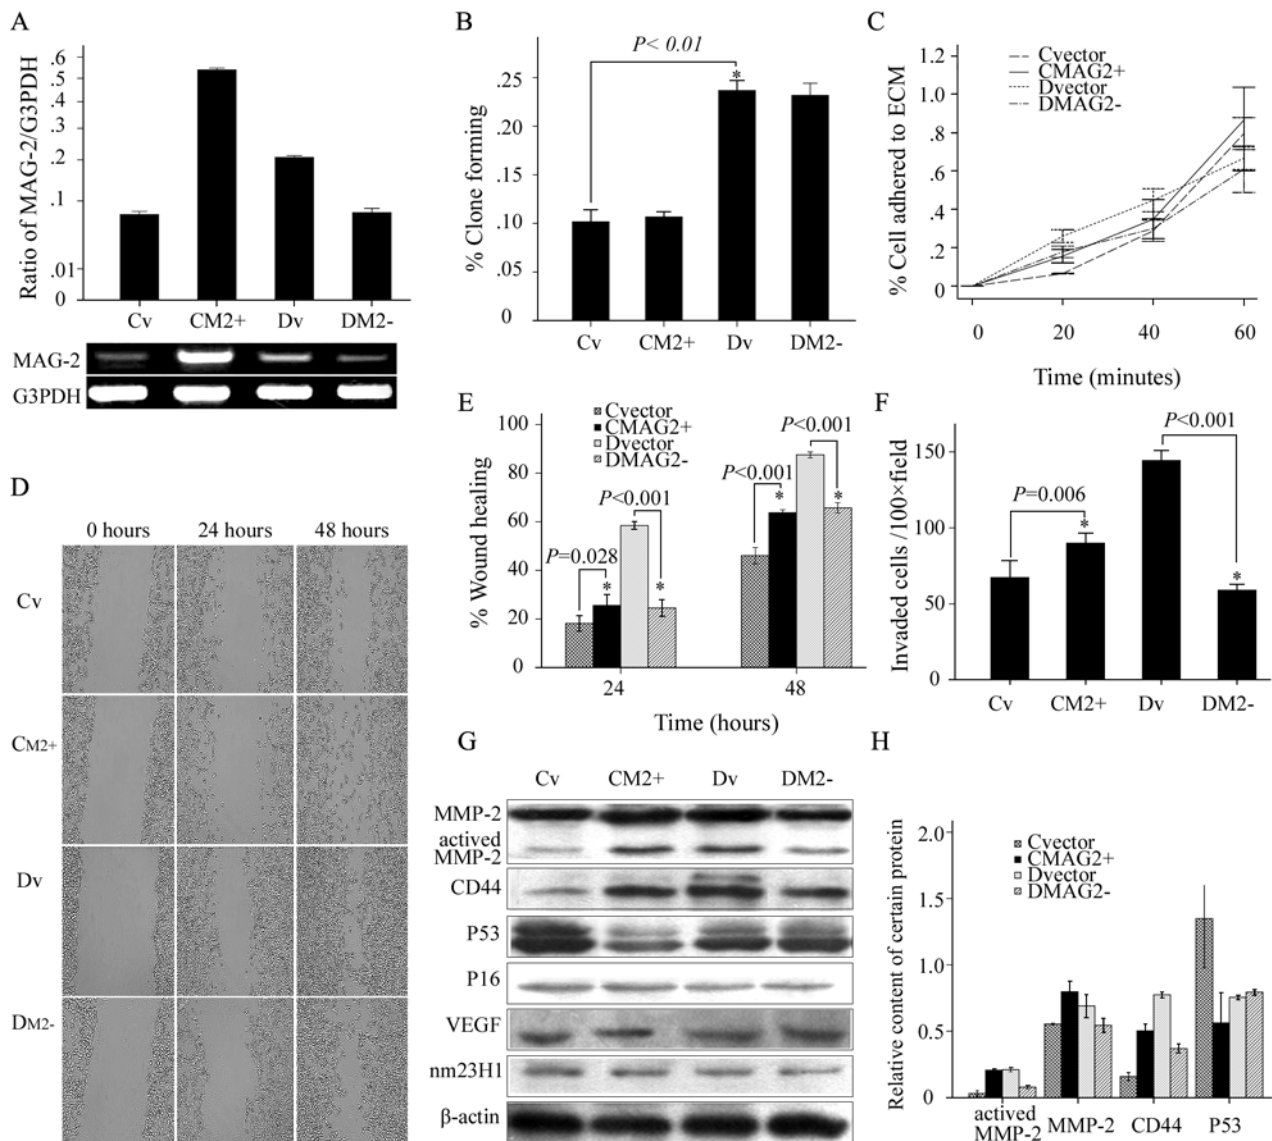 A
Ratio of MAG-2/G3PDH
.6
.5
.4
.3
.2
.1
.01
0
Cv CM2+ Dv DM2-
MAG-2
G3PDH
B
P< 0.01
*
% Clone forming
.25
.20
.15
.10
.05
0
Cv CM2+ Dv DM2-
C
Cvector
CMAG2+
Dvector
DMAG2-
% Cell adhered to ECM
1.2
1.0
.8
.6
.4
.2
0
0 20 40 60
Time (minutes)
D
0 hours 24 hours 48 hours
Cv
CM2+
Dv
DM2-
E
Cvector
CMAG2+
Dvector
DMAG2-
% Wound healing
100
80
60
40
20
0
P=0.028
*
P<0.001
*
P<0.001
*
P<0.001
*
24 48
Time (hours)
F
Invaded cells /100×field
150
100
50
0
P=0.006
*
P<0.001
*
Cv CM2+ Dv DM2-
G
Cv CM2+ Dv DM2-
MMP-2
actived
MMP-2
CD44
P53
P16
VEGF
nm23H1
β-actin
H
Cvector
CMAG2+
Dvector
DMAG2-
Relative content of certain protein
2.0
1.5
1.0
0.5
0
actived
MMP-2
MMP-2 CD44 P53